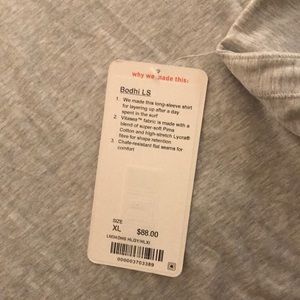 why we made this:
Bodhi LS
1. We made this long-sleeve shirt
for layering up after a day
spent in the surf
2. Vitasea™ fabric is made with a
blend of super-soft Pima
Cotton and high-stretch Lycra®
fibre for shape retention
3. Chafe-resistant flat seams for
comfort
SIZE
XL $88.00
000003703389